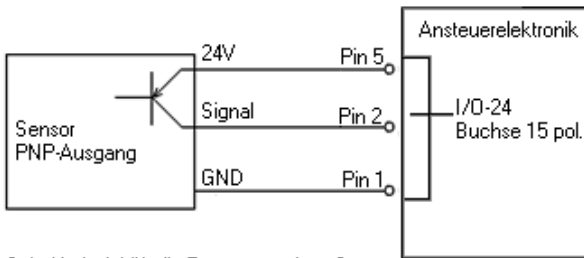 Ansteuerelektronik
24V
Pin 5
Signal
Pin 2
I/O-24
Buchse 15 pol.
Sensor
PNP-Ausgang
GND
Pin 1